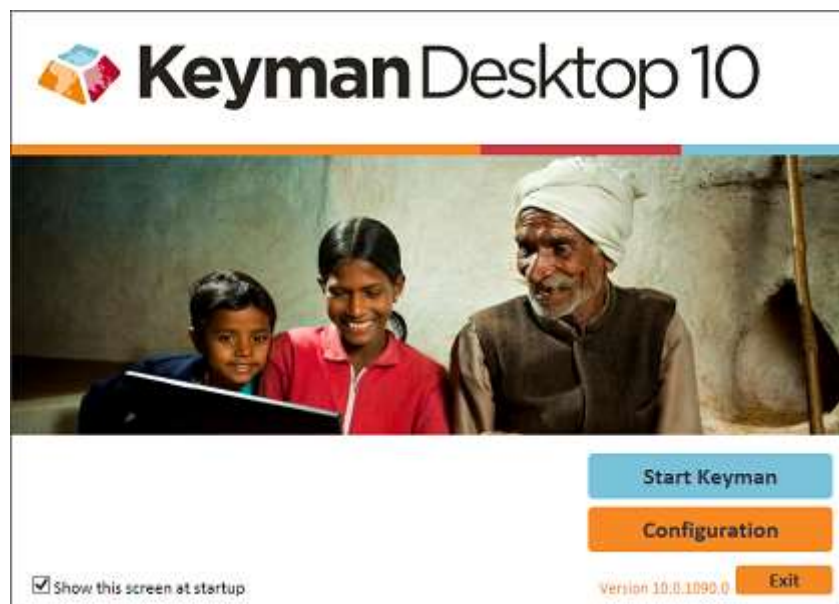 Keyman Desktop 10
Start Keyman
Configuration
Show this screen at startup
Version 10.0.1090.0
Exit